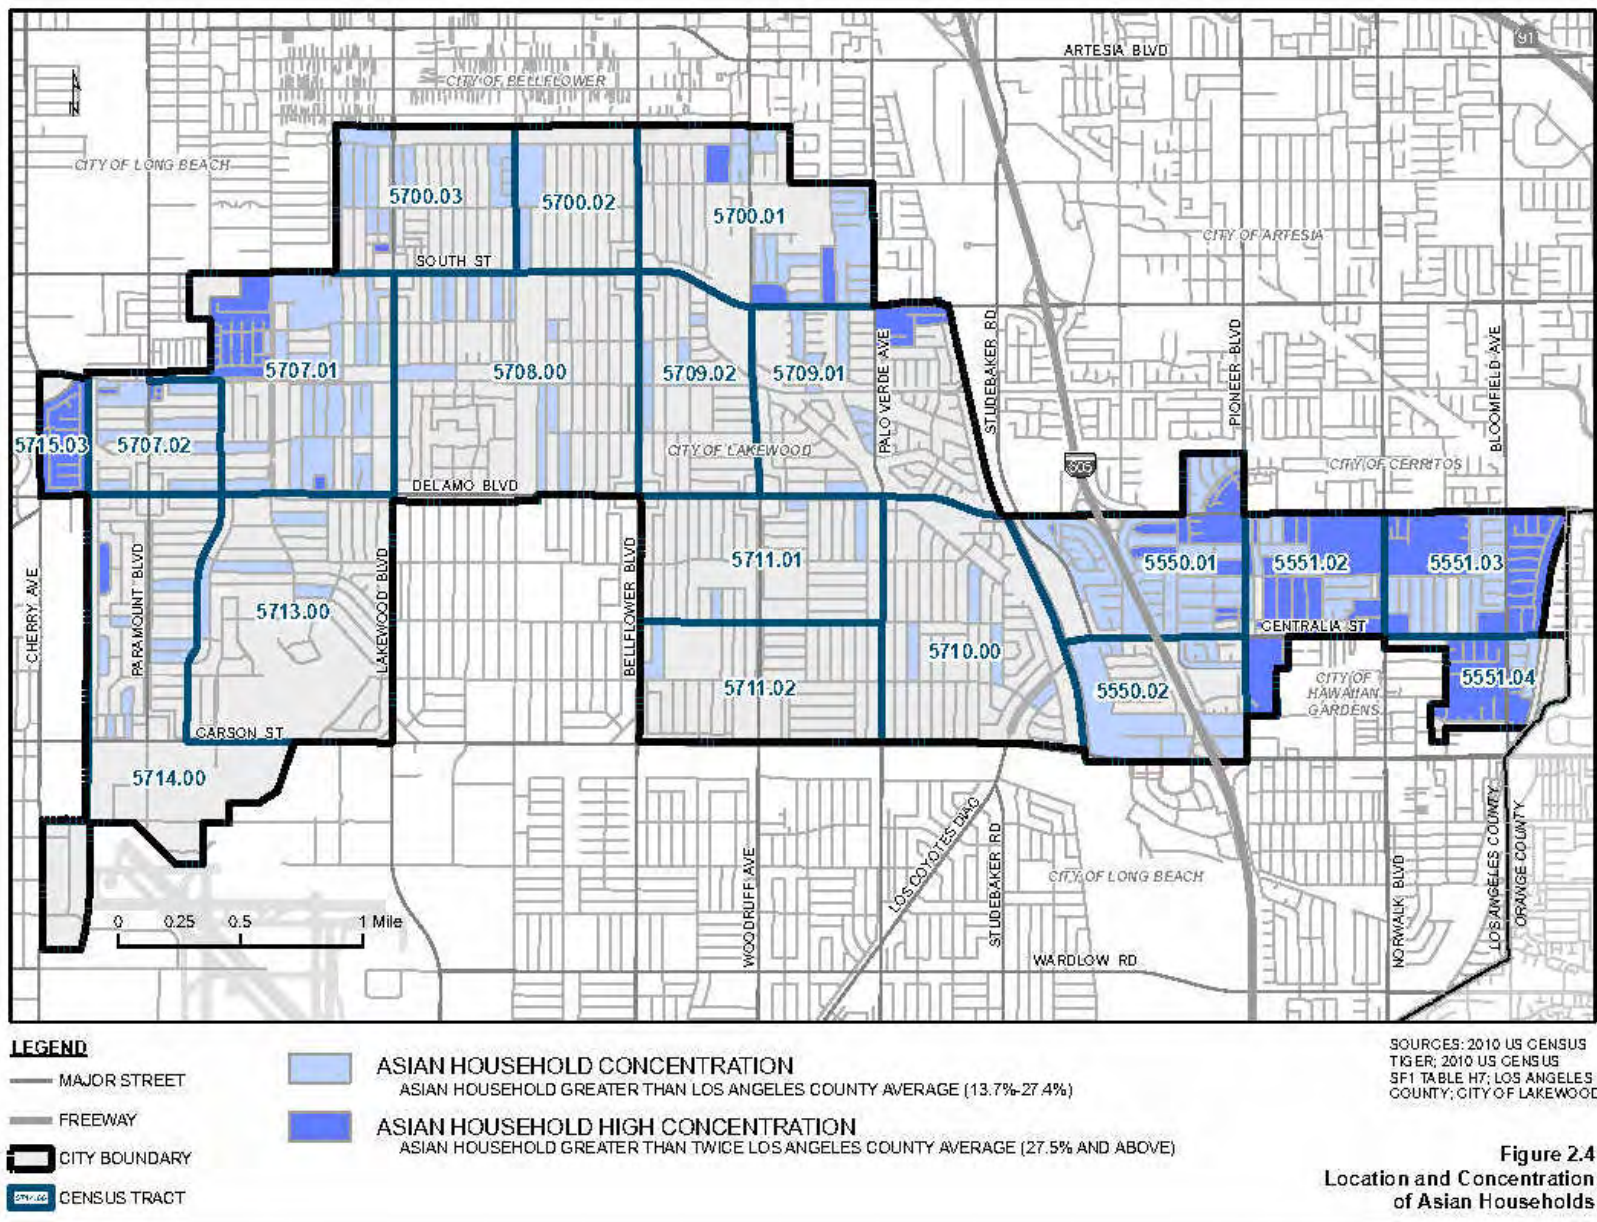 ARTESIA BLVD
91
CITY OF BELLFLOWER
N
CITY OF LONG BEACH
5700.03
5700.02
5700.01
CITY OF ARTESIA
SOUTH ST
5707.01
5708.00
5709.02
5709.01
PALO VERDE AVE
STUDEBAKER RD
PIONEER BLVD
BLOOMFIELD AVE
5715.03
5707.02
CITY OF LAKEWOOD
605
CITY OF CERRITOS
DELAMO BLVD
5711.01
5550.01
5551.02
5551.03
CHERRY AVE
PARAMOUNT BLVD
5713.00
LAKEWOOD BLVD
BELLFLOWER BLVD
CENTRALIA ST
5710.00
5711.02
5550.02
CITY OF
HAWAIIAN
GARDENS
5551.04
CARSON ST
5714.00
WOODRUFF AVE
LOS COYOTES DIAG
STUDEBAKER RD
CITY OF LONG BEACH
NORWALK BLVD
LOS ANGELES COUNTY
ORANGE COUNTY
0 0.25 0.5 1 Mile
WARDLOW RD
LEGEND
MAJOR STREET
FREEWAY
CITY BOUNDARY
CENSUS TRACT
ASIAN HOUSEHOLD CONCENTRATION
ASIAN HOUSEHOLD GREATER THAN LOS ANGELES COUNTY AVERAGE (13.7%-27.4%)
ASIAN HOUSEHOLD HIGH CONCENTRATION
ASIAN HOUSEHOLD GREATER THAN TWICE LOS ANGELES COUNTY AVERAGE (27.5% AND ABOVE)
SOURCES: 2010 US CENSUS
TIGER; 2010 US CENSUS
SF1 TABLE H7; LOS ANGELES
COUNTY; CITY OF LAKEWOOD
Figure 2.4
Location and Concentration
of Asian Households